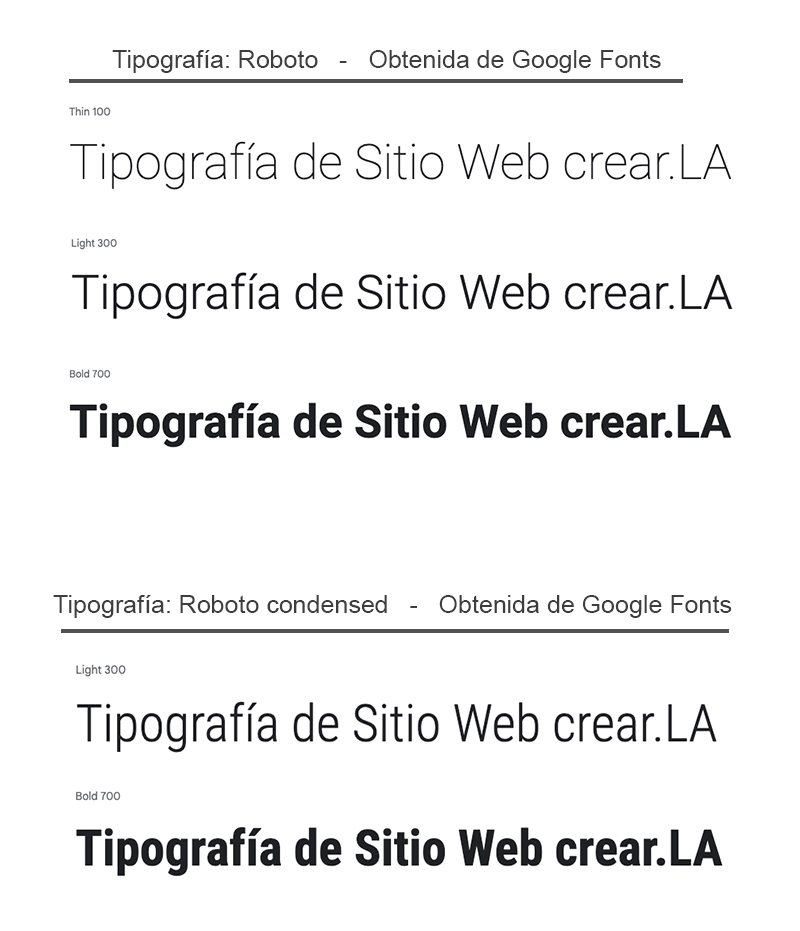 Tipografía: Roboto - Obtenida de Google Fonts
Thin 100
Tipografía de Sitio Web crear.LA
Light 300
Tipografía de Sitio Web crear.LA
Bold 700
Tipografía de Sitio Web crear.LA
Tipografía: Roboto condensed - Obtenida de Google Fonts
Light 300
Tipografía de Sitio Web crear.LA
Bold 700
Tipografía de Sitio Web crear.LA